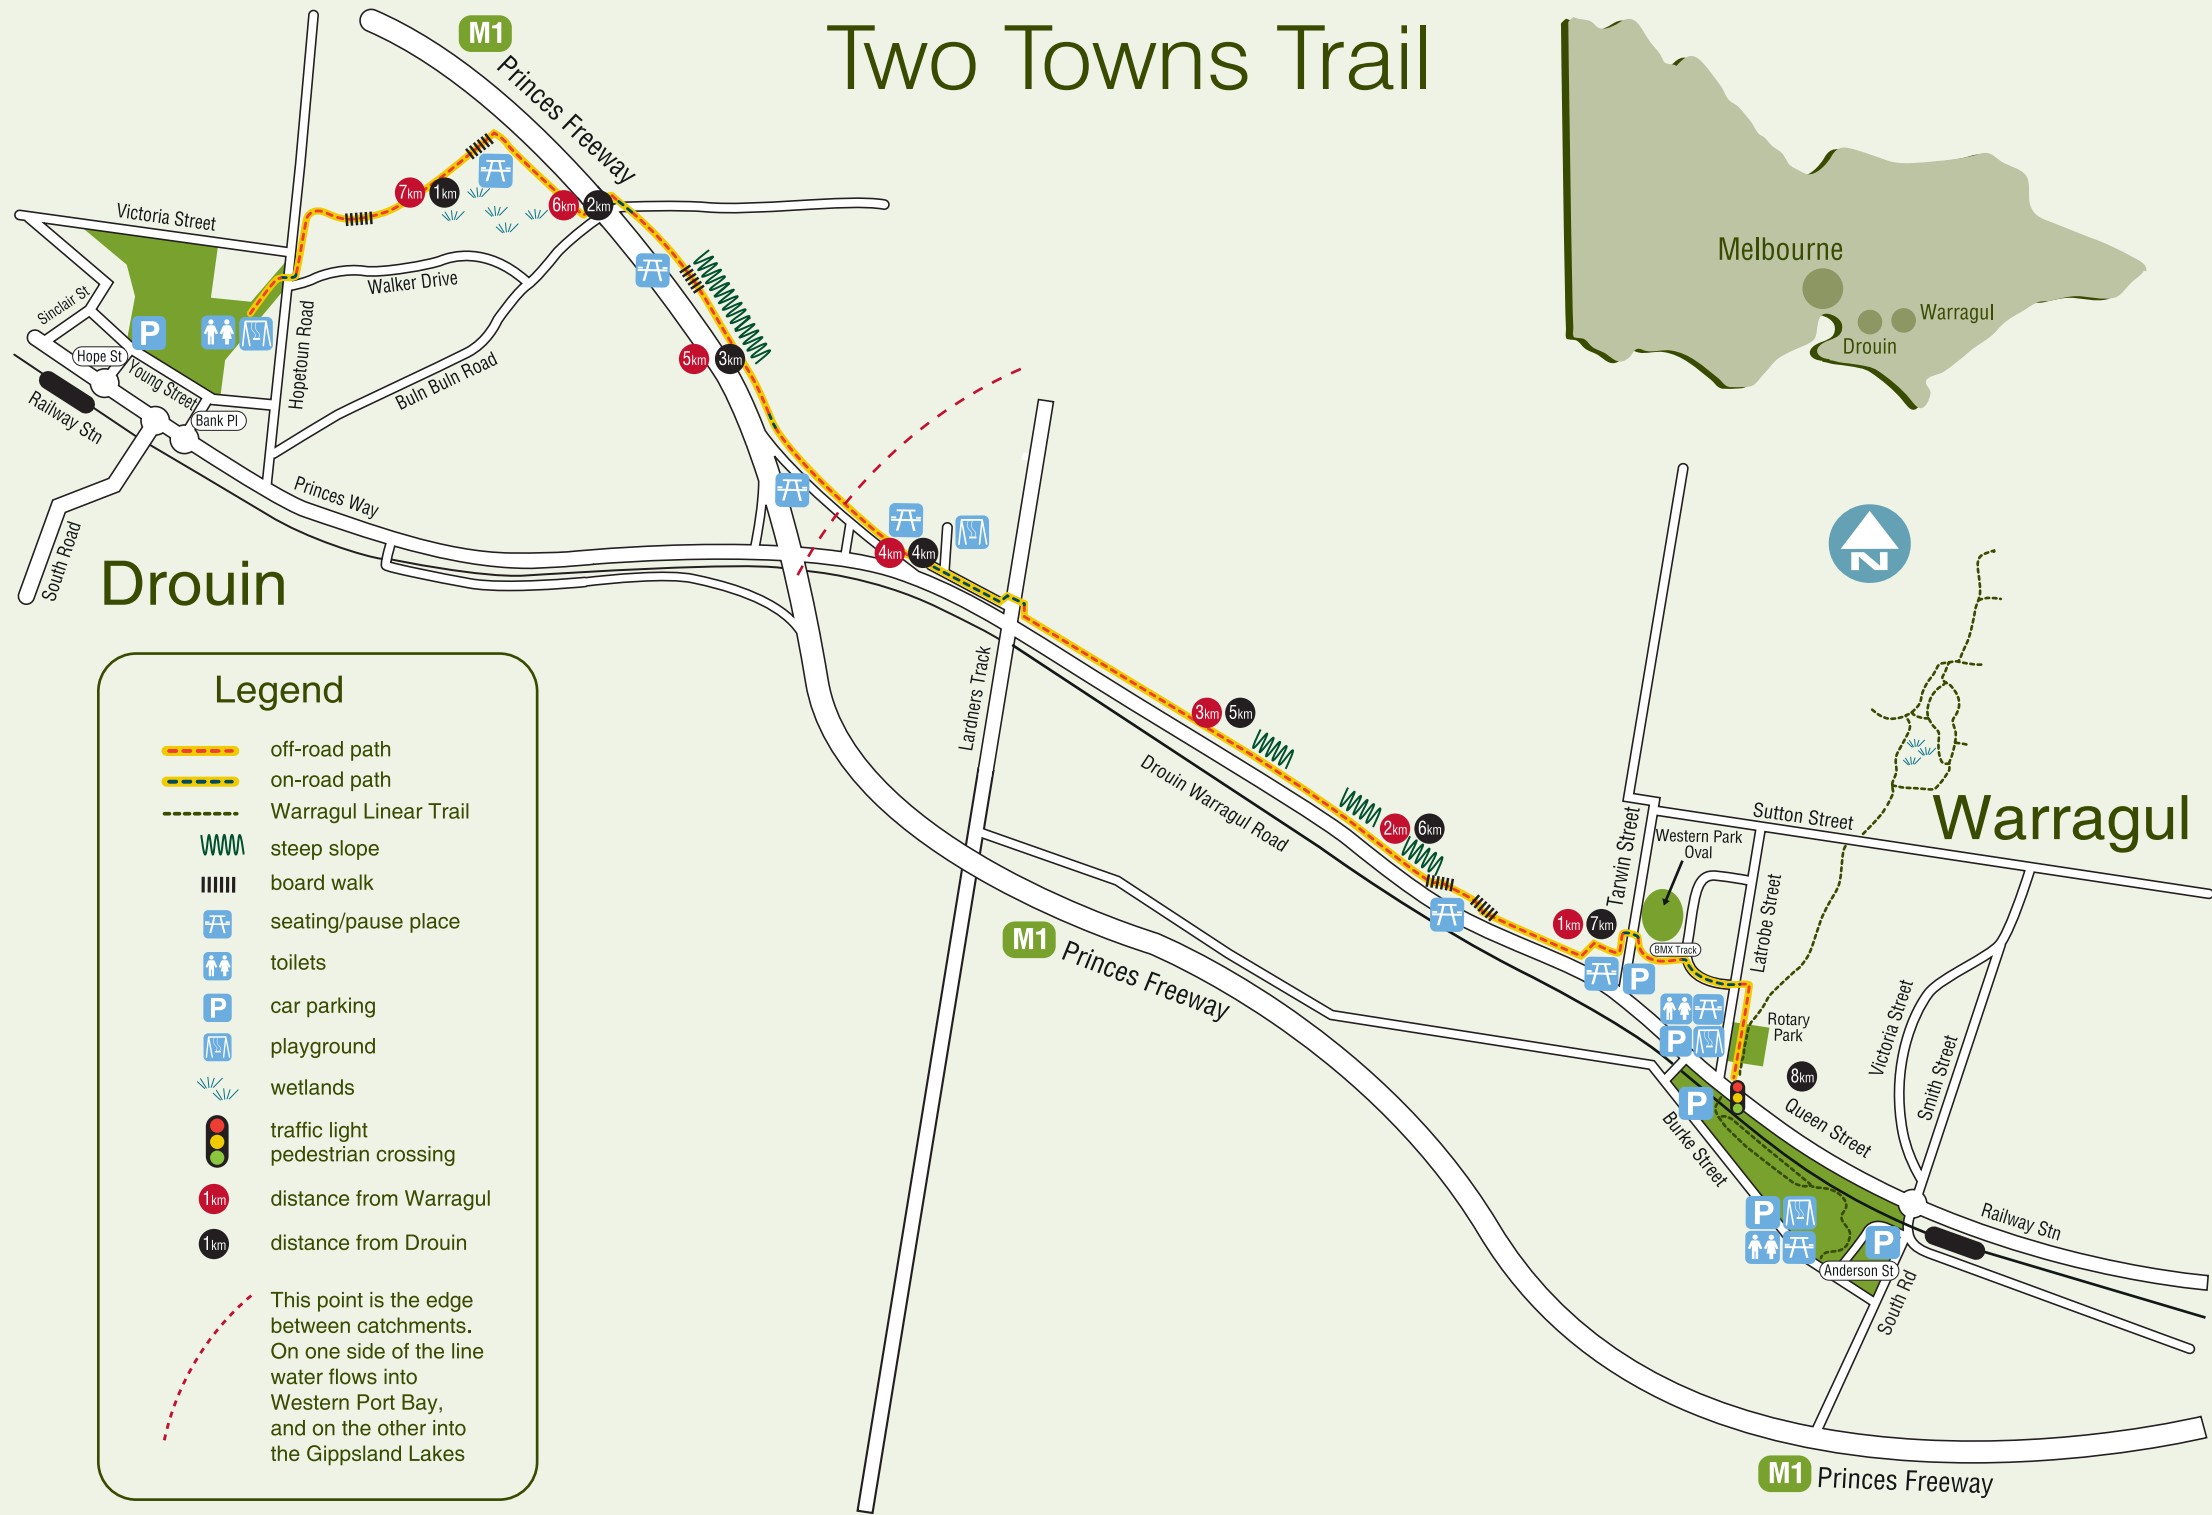 Two Towns Trail
M1
Princes Freeway
Melbourne
Warragul
Drouin
Victoria Street
7km
1km
6km
2km
Walker Drive
Sinclair St
P
Hopetoun Road
Hope St
Young Street
Bank Pl
Railway Stn
Buln Buln Road
5km
3km
Princes Way
South Road
4km
4km
Drouin
N
Lardners Track
3km
5km
Drouin Warragul Road
2km
6km
Warragul
Sutton Street
Tarwin Street
Western Park
Oval
1km
7km
BMX Track
Latrobe Street
P
P
Rotary
Park
8km
Queen Street
Victoria Street
Smith Street
P
Burke Street
P
P
Anderson St
Railway Stn
South Rd
M1
Princes Freeway
M1
Princes Freeway
Legend
off-road path
on-road path
Warragul Linear Trail
steep slope
board walk
seating/pause place
toilets
P
car parking
playground
wetlands
traffic light
pedestrian crossing
1km
distance from Warragul
1km
distance from Drouin
This point is the edge
between catchments.
On one side of the line
water flows into
Western Port Bay,
and on the other into
the Gippsland Lakes